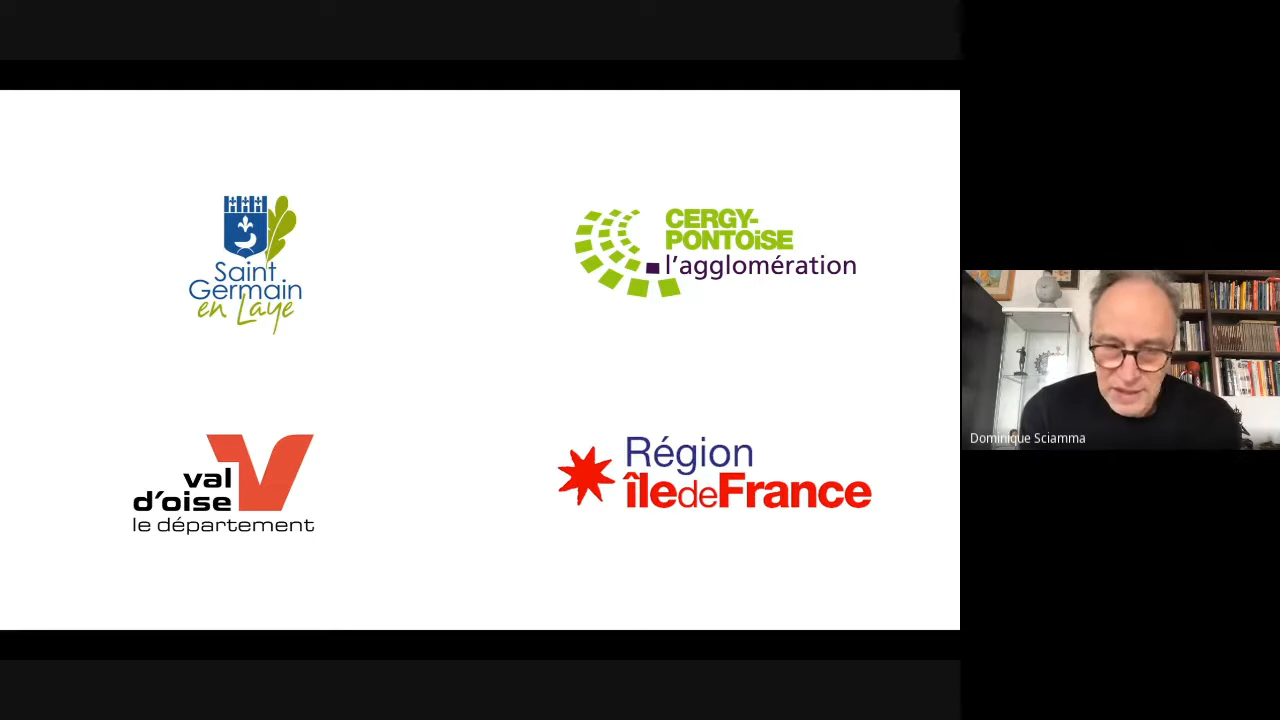 Saint
Germain
en Laye
CERGY-
PONTOiSE
l'agglomération
val
d'oise
le département
Région
îledeFrance
Dominique Sciamma